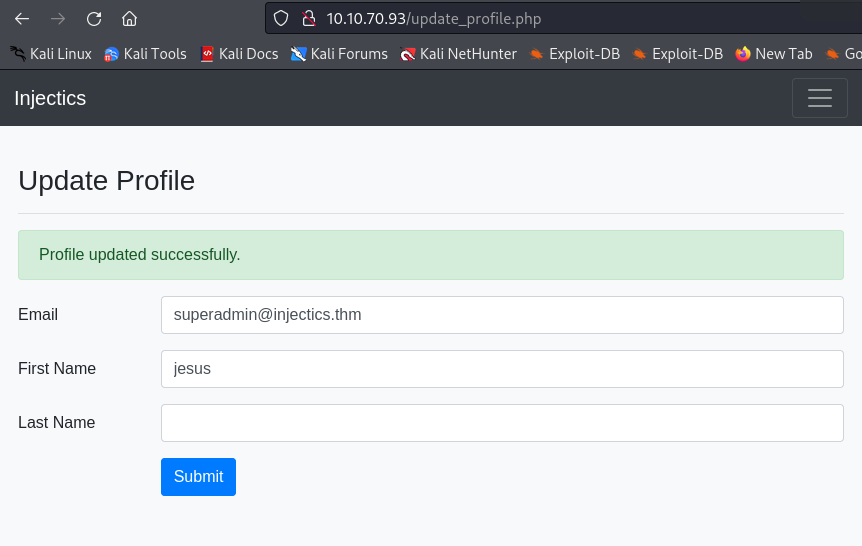 10.10.70.93/update_profile.php
Kali Linux Kali Tools Kali Docs Kali Forums Kali NetHunter Exploit-DB Exploit-DB New Tab Go
Injectics
Update Profile
Profile updated successfully.
Email superadmin@injectics.thm
First Name jesus
Last Name
Submit